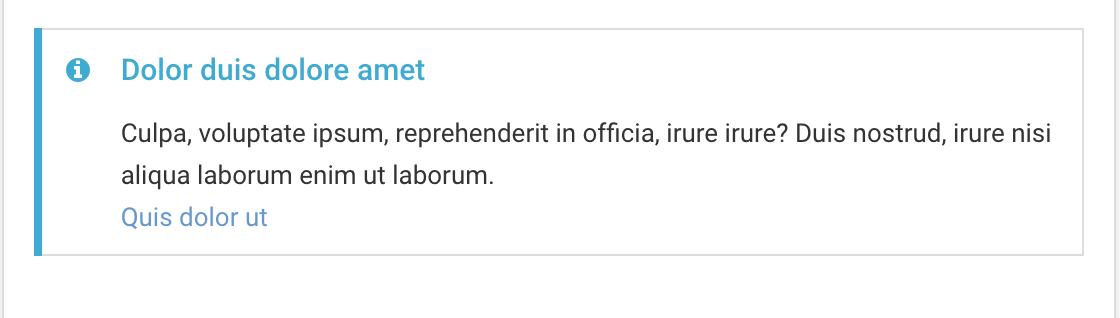 Dolor duis dolore amet
Culpa, voluptate ipsum, reprehenderit in officia, irure irure? Duis nostrud, irure nisi
aliqua laborum enim ut laborum.
Quis dolor ut